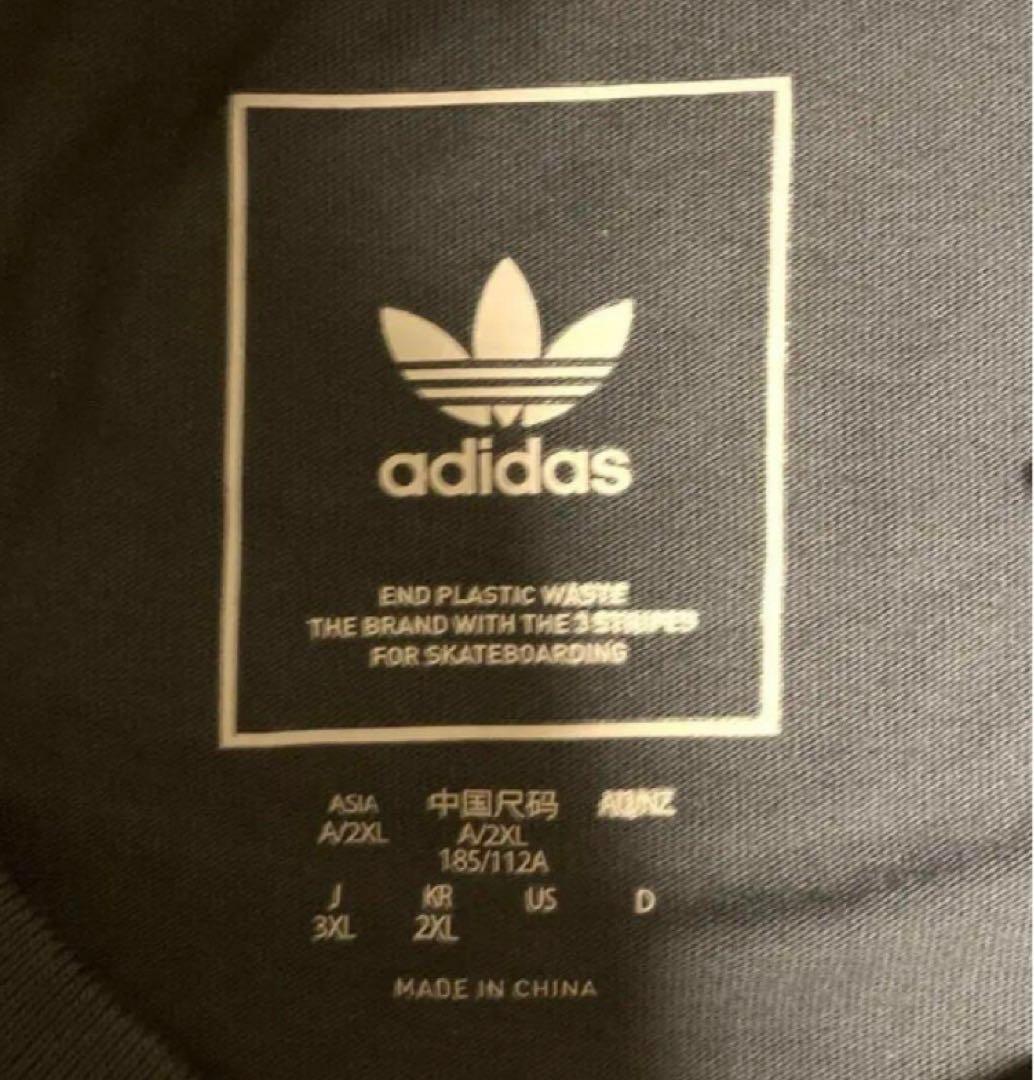 adidas
END PLASTIC WASTE
THE BRAND WITH THE 3 STRIPES
FOR SKATEBOARDING
ASIA 中国尺码 AU/NZ
A/2XL A/2XL
185/112A
J KR US D
3XL 2XL
MADE IN CHINA